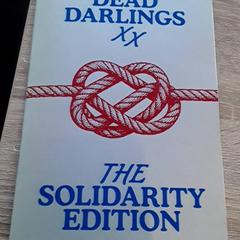 DEAD
DARLINGS
XX
THE
SOLIDARITY
EDITION